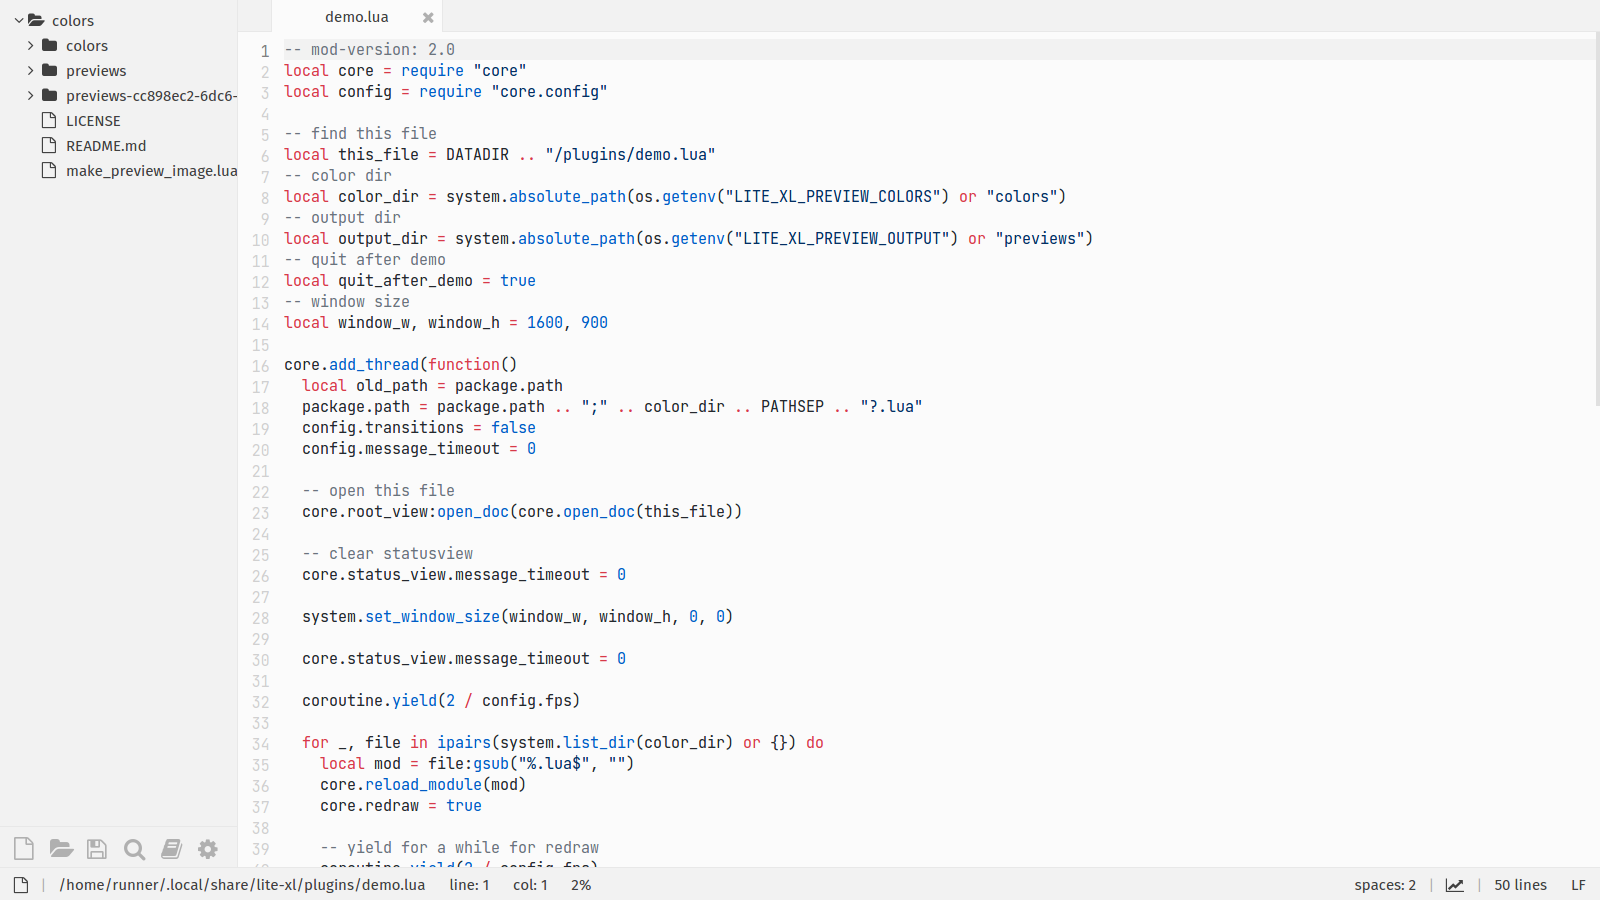 colors
colors
previews
previews-cc898ec2-6dc6-
LICENSE
README.md
make_preview_image.lua
demo.lua
1 -- mod-version: 2.0
2 local core = require "core"
3 local config = require "core.config"
4
5 -- find this file
6 local this_file = DATADIR .. "/plugins/demo.lua"
7 -- color dir
8 local color_dir = system.absolute_path(os.getenv("LITE_XL_PREVIEW_COLORS") or "colors")
9 -- output dir
10 local output_dir = system.absolute_path(os.getenv("LITE_XL_PREVIEW_OUTPUT") or "previews")
11 -- quit after demo
12 local quit_after_demo = true
13 -- window size
14 local window_w, window_h = 1600, 900
15
16 core.add_thread(function()
17   local old_path = package.path
18   package.path = package.path .. ";" .. color_dir .. PATHSEP .. "?.lua"
19   config.transitions = false
20   config.message_timeout = 0
21
22   -- open this file
23   core.root_view:open_doc(core.open_doc(this_file))
24
25   -- clear statusview
26   core.status_view.message_timeout = 0
27
28   system.set_window_size(window_w, window_h, 0, 0)
29
30   core.status_view.message_timeout = 0
31
32   coroutine.yield(2 / config.fps)
33
34   for _, file in ipairs(system.list_dir(color_dir) or {}) do
35     local mod = file:gsub("%.lua$", "")
36     core.reload_module(mod)
37     core.redraw = true
38
39     -- yield for a while for redraw
40     coroutine.yield(2 / config.fps)
/home/runner/.local/share/lite-xl/plugins/demo.lua line: 1 col: 1 2% spaces: 2 50 lines LF